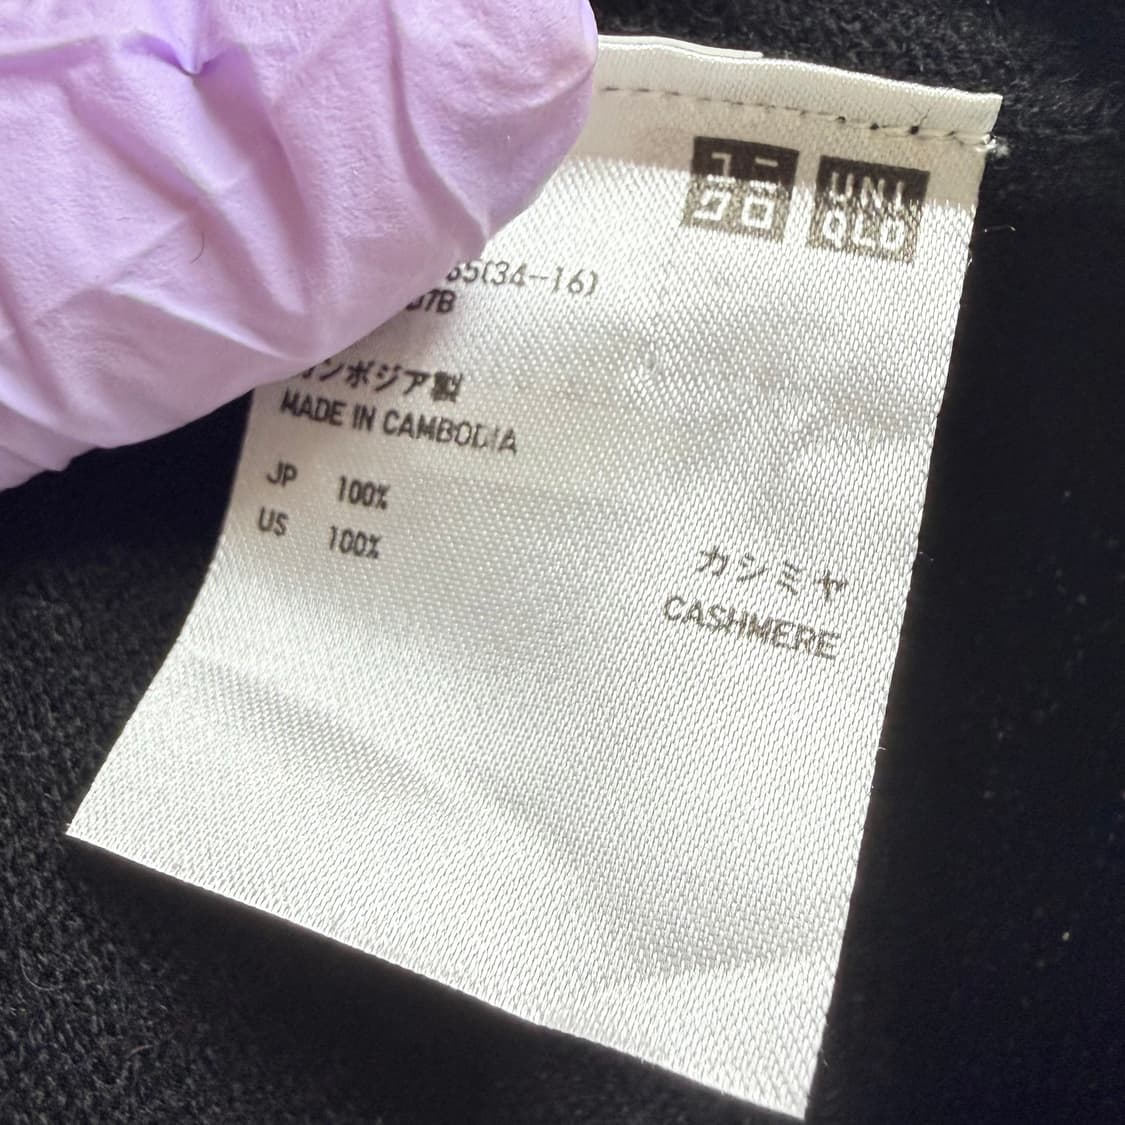 ユニ
クロ
UNI
QLO
65(34-16)
07B
カンボジア製
MADE IN CAMBODIA
JP 100% カシミヤ
US 100% CASHMERE